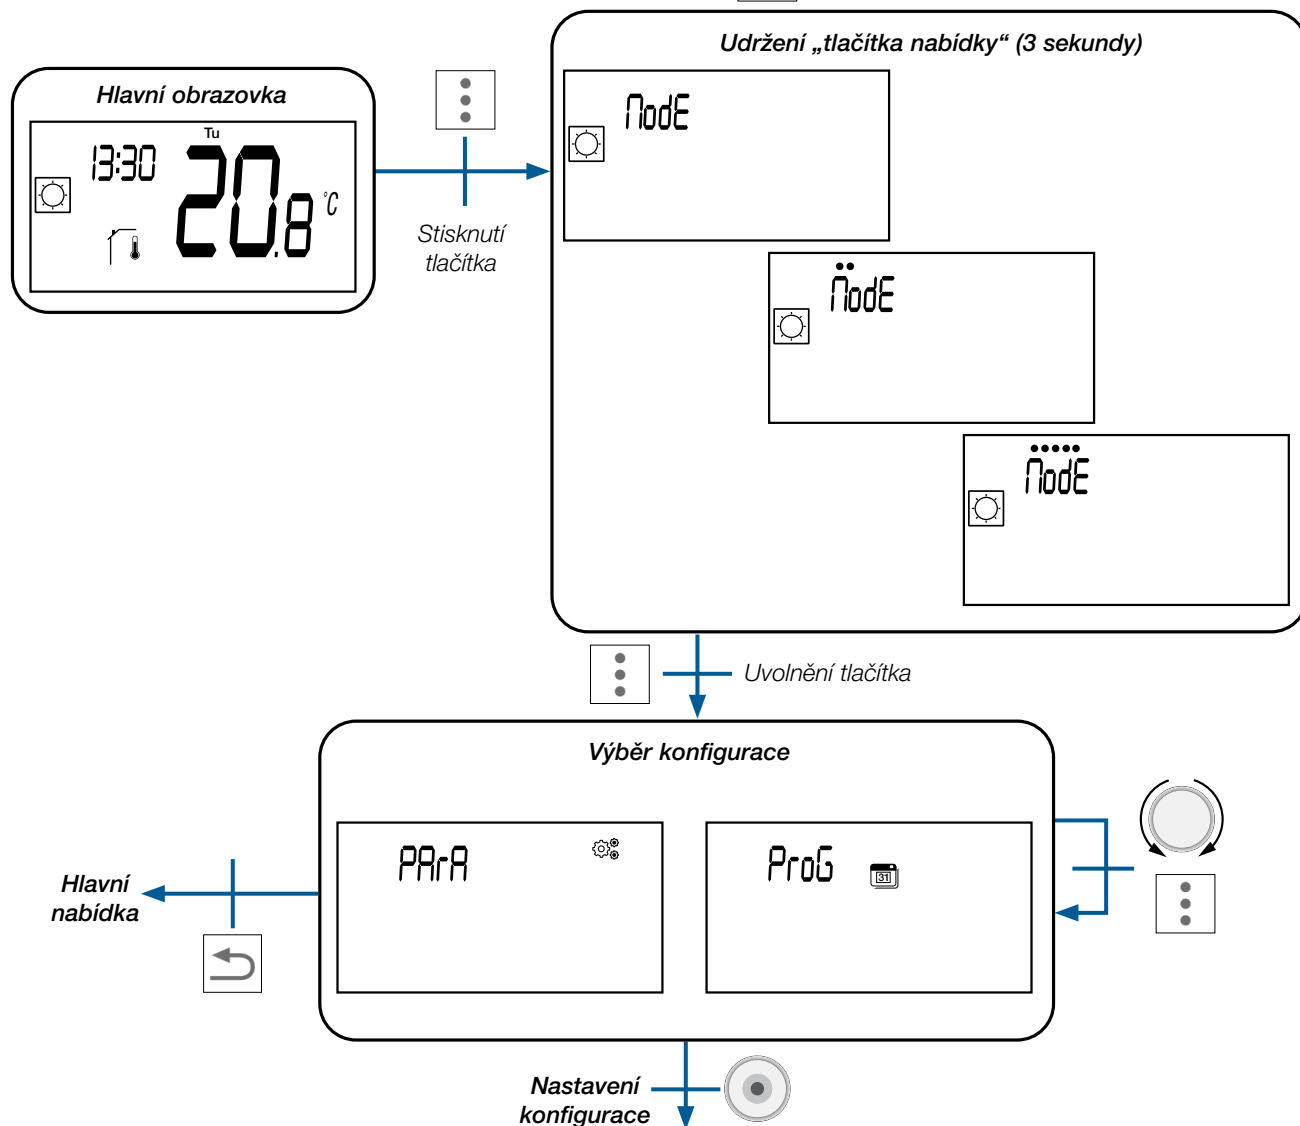 Udržení „tlačítka nabídky“ (3 sekundy)
Hlavní obrazovka
Tu
13:30
20.8 °C
Stisknutí
tlačítka
ModE
ModE
ModE
Uvolnění tlačítka
Výběr konfigurace
PArA
ProG
31
Hlavní
nabídka
Nastavení
konfigurace